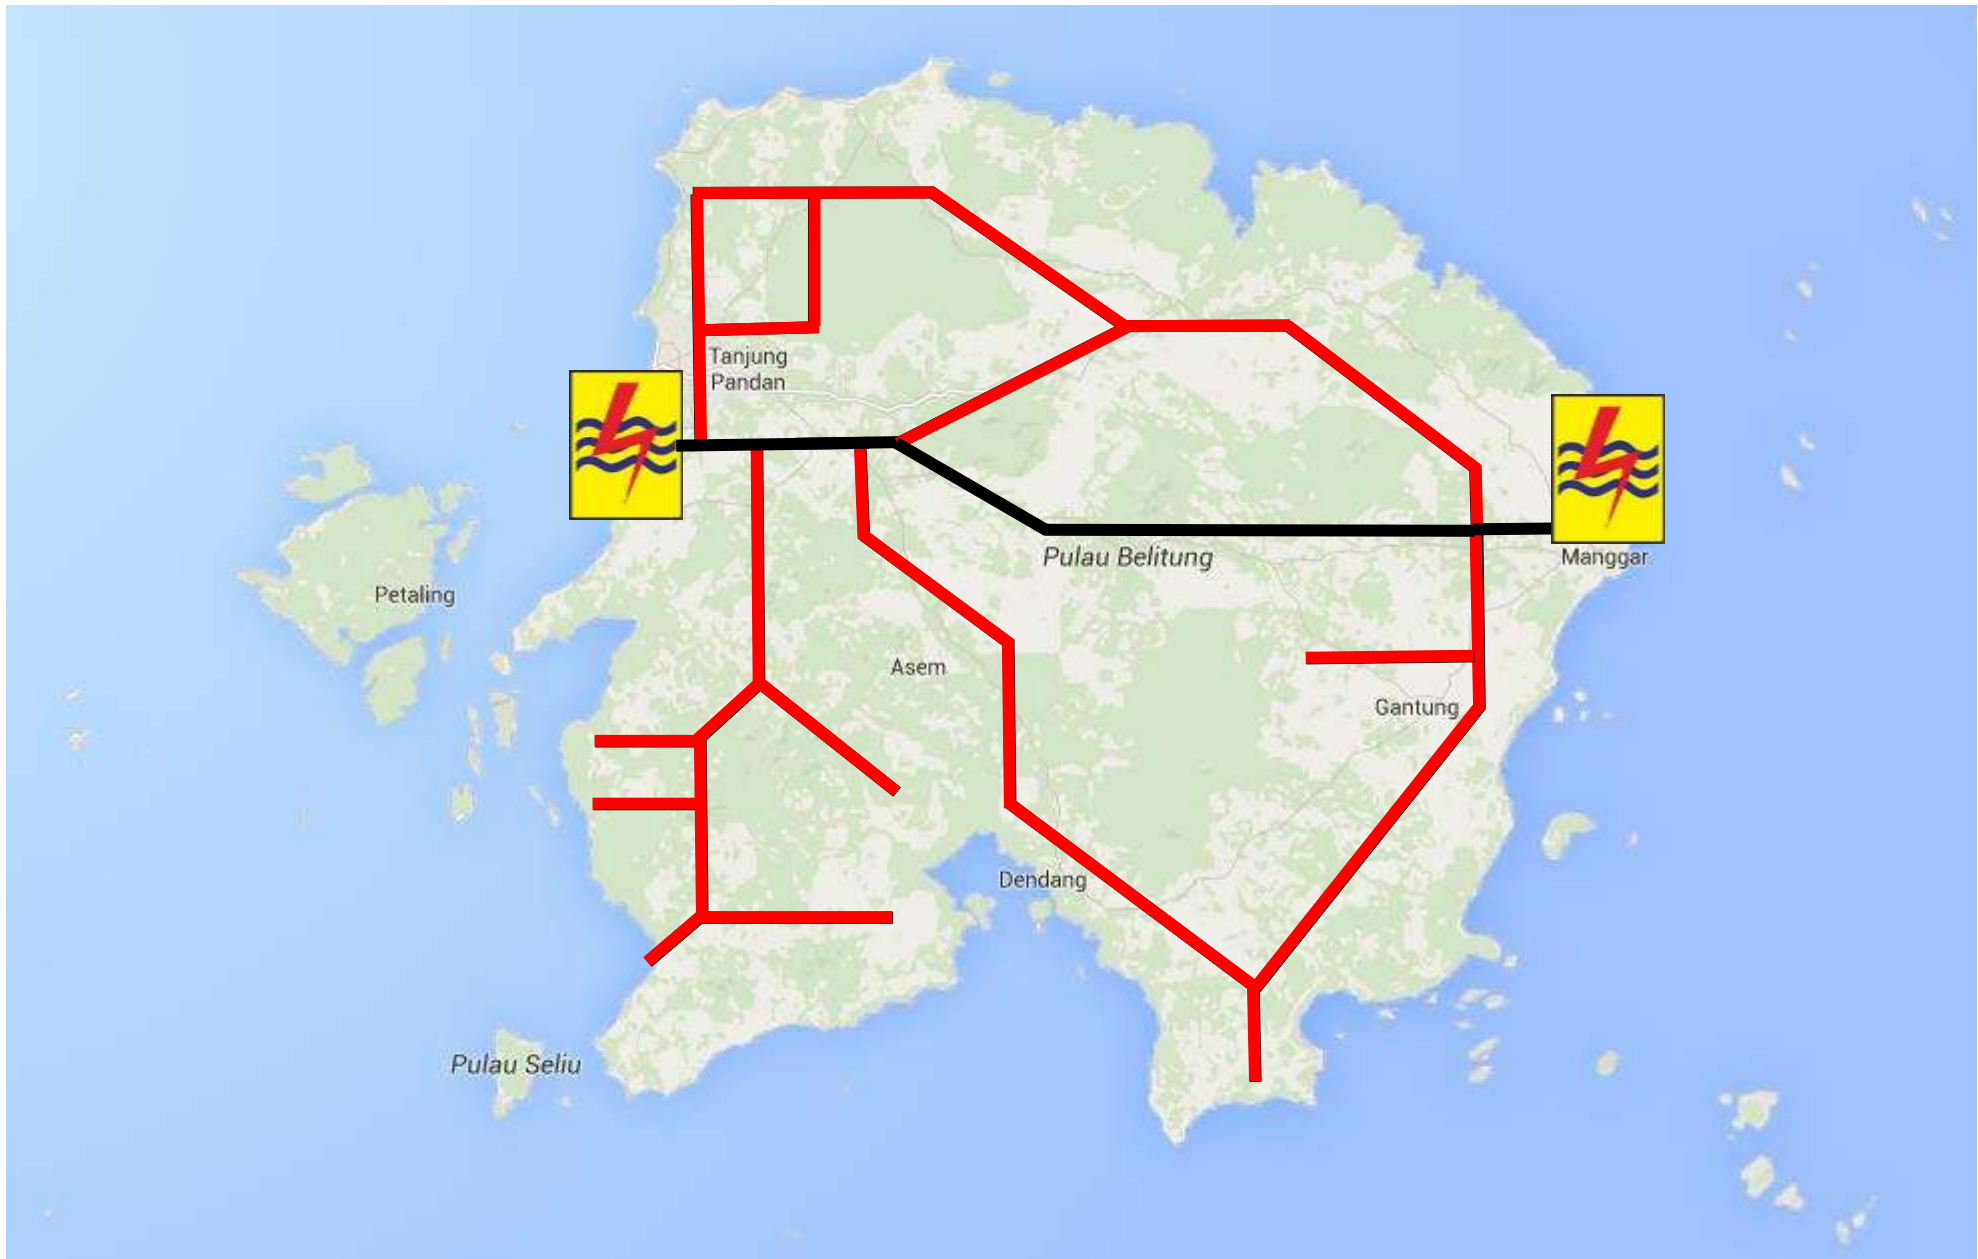 Tanjung
Pandan
Pulau Belitung
Manggar
Petaling
Asem
Gantung
Dendang
Pulau Seliu